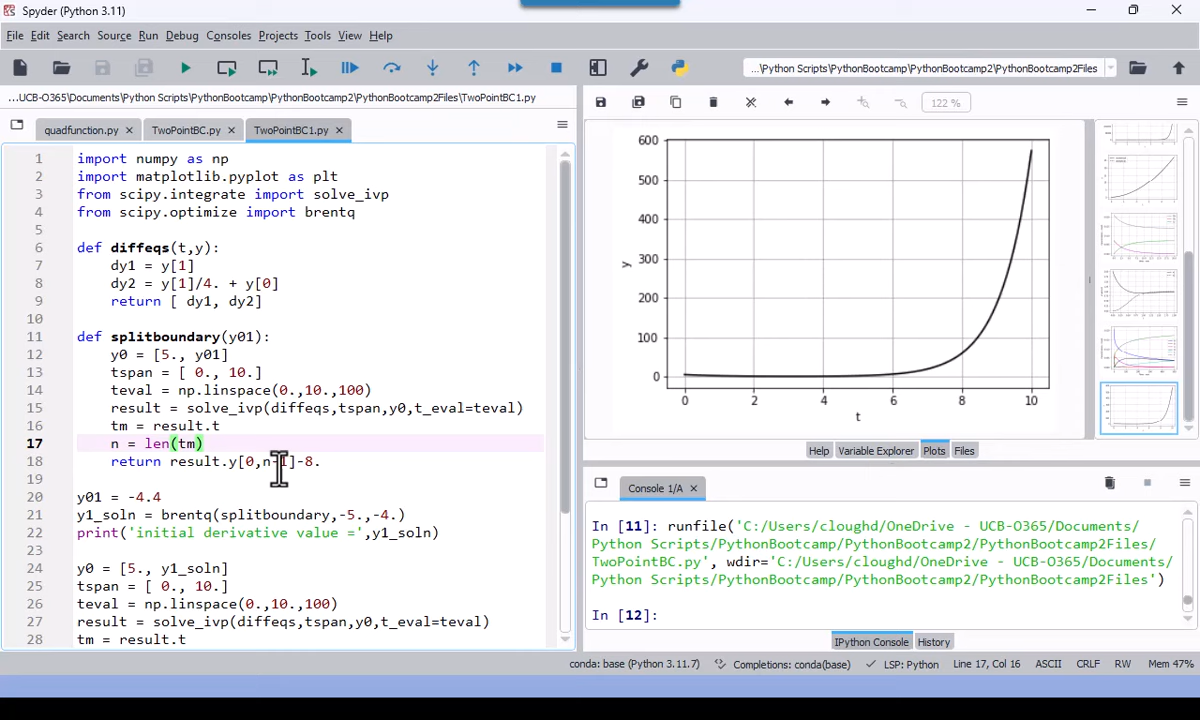 Spyder (Python 3.11)
File Edit Search Source Run Debug Consoles Projects Tools View Help
...\Python Scripts\PythonBootcamp\PythonBootcamp2\PythonBootcamp2Files
...UCB-O365\Documents\Python Scripts\PythonBootcamp\PythonBootcamp2\PythonBootcamp2Files\TwoPointBC1.py
quadfunction.py TwoPointBC.py TwoPointBC1.py
1 import numpy as np
2 import matplotlib.pyplot as plt
3 from scipy.integrate import solve_ivp
4 from scipy.optimize import brentq
5
6 def diffeqs(t,y):
7 dy1 = y[1]
8 dy2 = y[1]/4. + y[0]
9 return [ dy1, dy2]
10
11 def splitboundary(y01):
12 y0 = [5., y01]
13 tspan = [ 0., 10.]
14 teval = np.linspace(0.,10.,100)
15 result = solve_ivp(diffeqs,tspan,y0,t_eval=teval)
16 tm = result.t
17 n = len(tm)
18 return result.y[0,n-1]-8.
19
20 y01 = -4.4
21 y1_soln = brentq(splitboundary,-5.,-4.)
22 print('initial derivative value =',y1_soln)
23
24 y0 = [5., y1_soln]
25 tspan = [ 0., 10.]
26 teval = np.linspace(0.,10.,100)
27 result = solve_ivp(diffeqs,tspan,y0,t_eval=teval)
28 tm = result.t
122 %
600
500
400
300
200
100
0
y
0 2 4 6 8 10
t
Help Variable Explorer Plots Files
Console 1/A
In [11]: runfile('C:/Users/cloughd/OneDrive - UCB-O365/Documents/
Python Scripts/PythonBootcamp/PythonBootcamp2/PythonBootcamp2Files/
TwoPointBC.py', wdir='C:/Users/cloughd/OneDrive - UCB-O365/Documents/
Python Scripts/PythonBootcamp/PythonBootcamp2/PythonBootcamp2Files')
In [12]:
IPython Console History
conda: base (Python 3.11.7) Completions: conda(base) LSP: Python Line 17, Col 16 ASCII CRLF RW Mem 47%